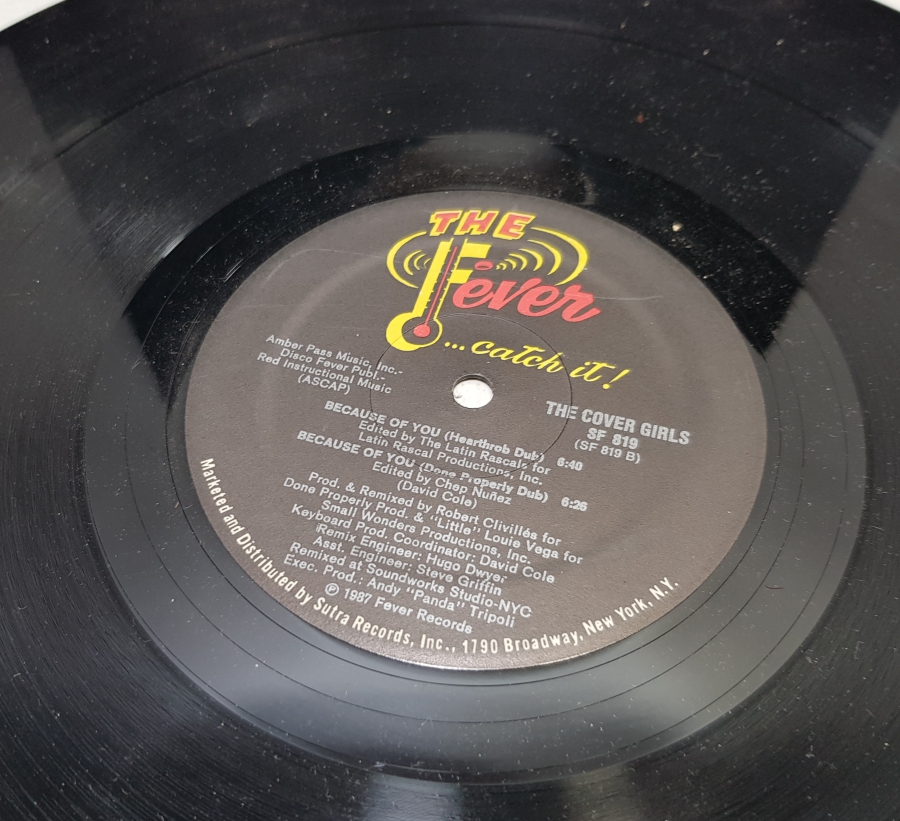 THE
Fever
...catch it!
Amber Pass Music, Inc.-
Disco Fever Publ.-
Red Instructional Music
(ASCAP)
THE COVER GIRLS
SF 819
(SF 819 B)
BECAUSE OF YOU (Hearthrob Dub) 6:40
Edited by The Latin Rascals for
Latin Rascal Productions, Inc.
BECAUSE OF YOU (Done Properly Dub) 6:26
Edited by Chep Nuñez
(David Cole)
Prod. & Remixed by Robert Clivillés for
Done Properly Prod. & "Little" Louie Vega for
Small Wonders Productions, Inc.
Keyboard Prod. Coordinator: David Cole
Remix Engineer: Hugo Dwyer
Asst. Engineer: Steve Griffin
Remixed at Soundworks Studio-NYC
Exec. Prod.: Andy "Panda" Tripoli
℗ 1987 Fever Records
Marketed and Distributed by Sutra Records, Inc., 1790 Broadway, New York, N.Y.